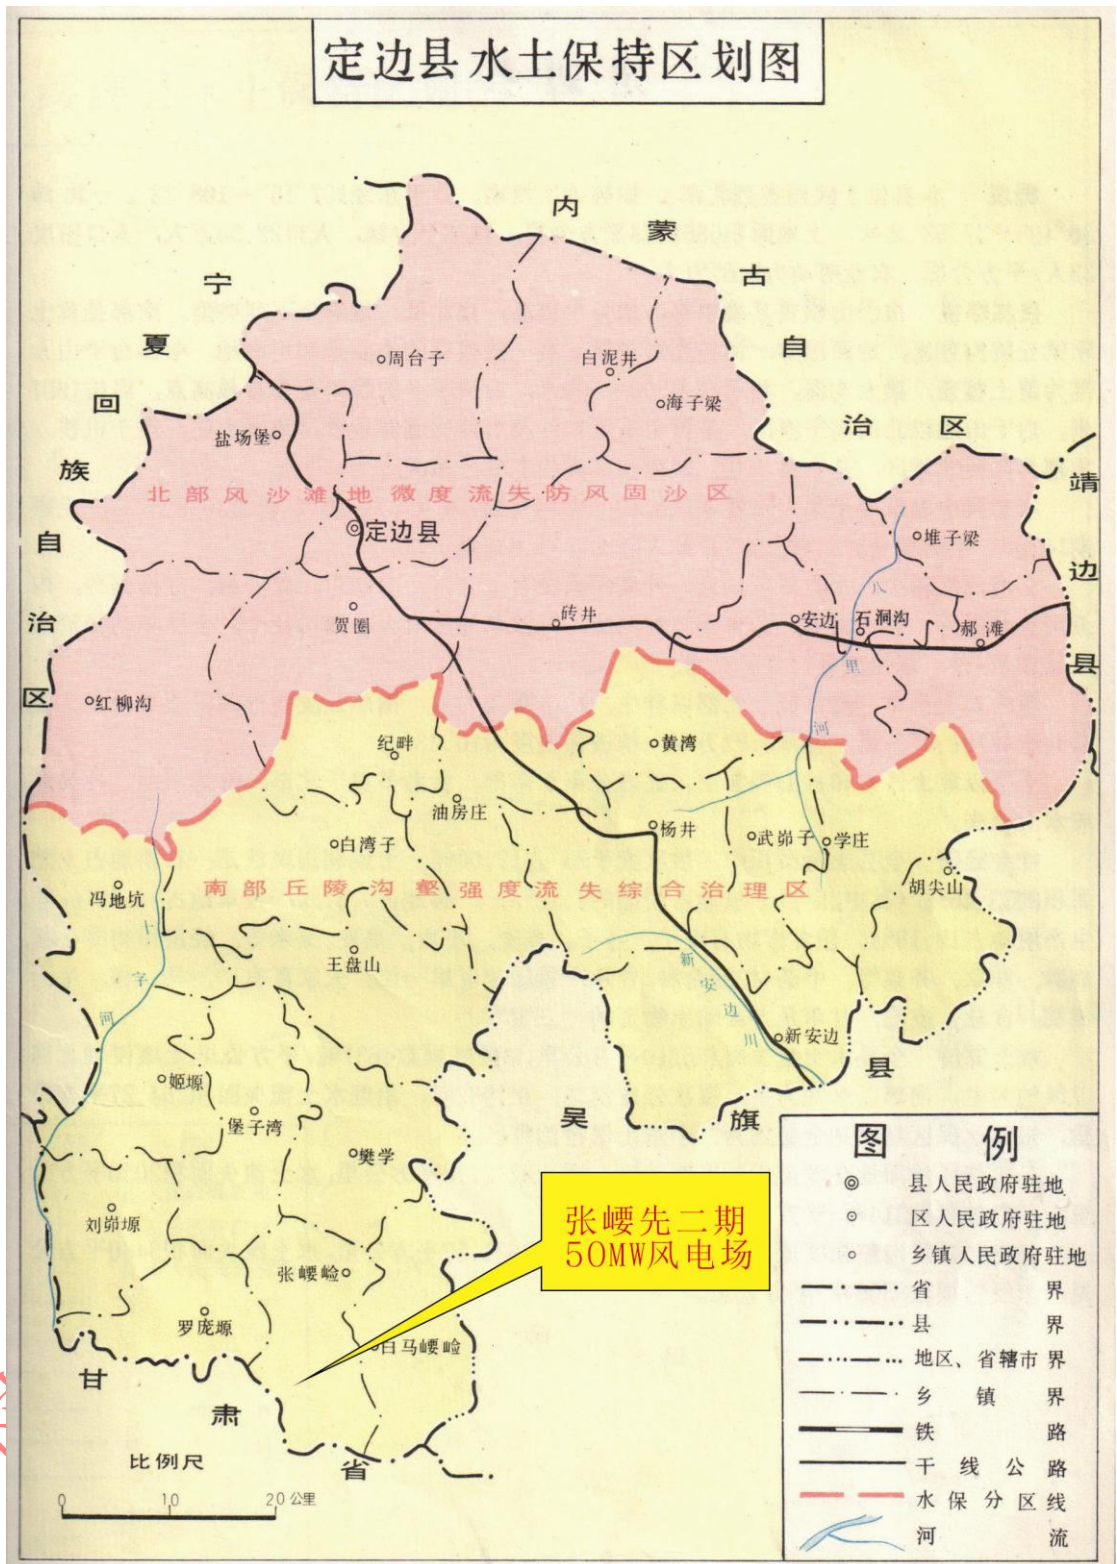 定边县水土保持区划图
内蒙古自治区
宁夏回族自治区
靖边县
周台子
白泥井
海子梁
盐场堡
北部风沙滩地微度流失防风固沙区
定边县
堆子梁
八里河
贺圈
砖井
安边
石涧沟
郝滩
红柳沟
纪畔
黄湾
油房庄
杨井
武峁子
学庄
白湾子
冯地坑
南部丘陵沟壑强度流失综合治理区
胡尖山
十字河
王盘山
新安边川
新安边
姬塬
堡子湾
吴旗县
樊学
刘峁塬
张崾先二期
50MW风电场
张崾崄
罗庞塬
白马崾崄
甘肃省
图例
县人民政府驻地
区人民政府驻地
乡镇人民政府驻地
省界
县界
地区、省辖市界
乡镇界
铁路
干线公路
水保分区线
河流
比例尺
0 10 20公里